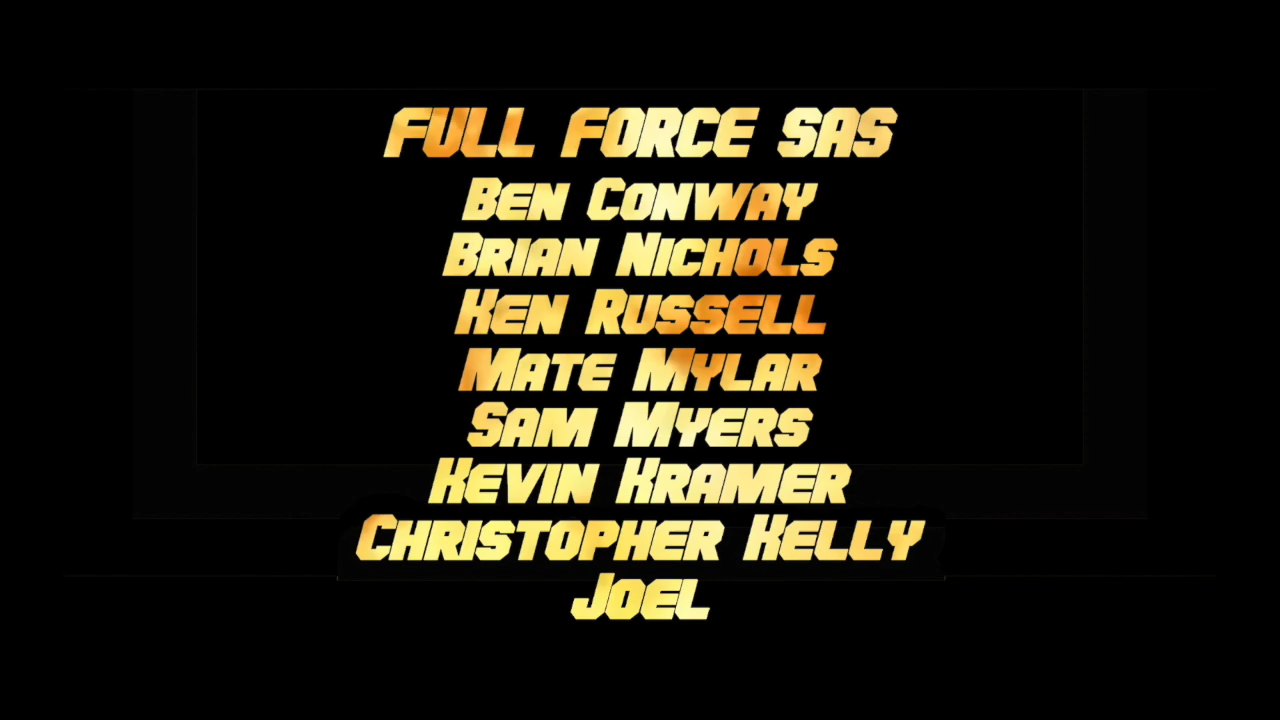 FULL FORCE SAS
BEN CONWAY
BRIAN NICHOLS
KEN RUSSELL
MATE MYLAR
SAM MYERS
KEVIN KRAMER
CHRISTOPHER KELLY
JOEL